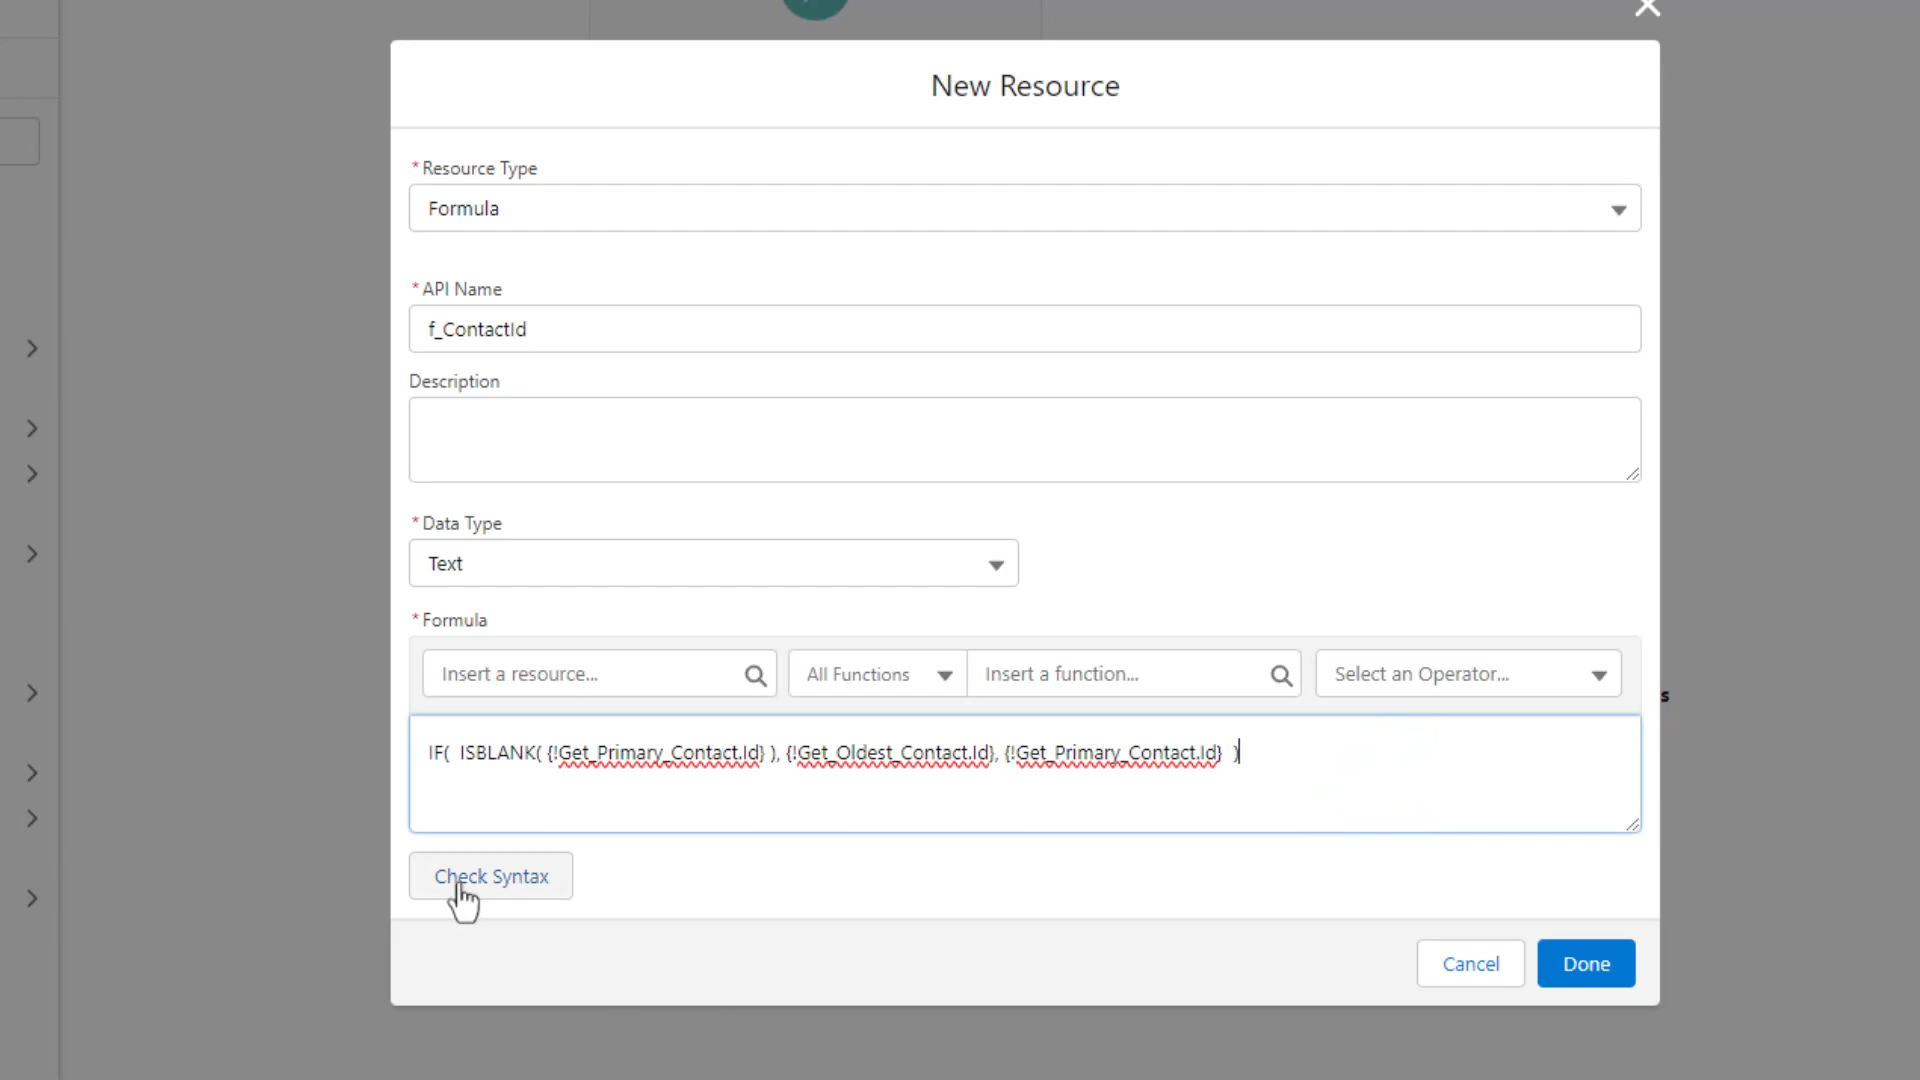 New Resource
* Resource Type
Formula
* API Name
f_ContactId
Description
* Data Type
Text
* Formula
Insert a resource... All Functions Insert a function... Select an Operator...
s
IF(  ISBLANK( {!Get_Primary_Contact.Id} ), {!Get_Oldest_Contact.Id}, {!Get_Primary_Contact.Id}  )
Check Syntax
Cancel Done